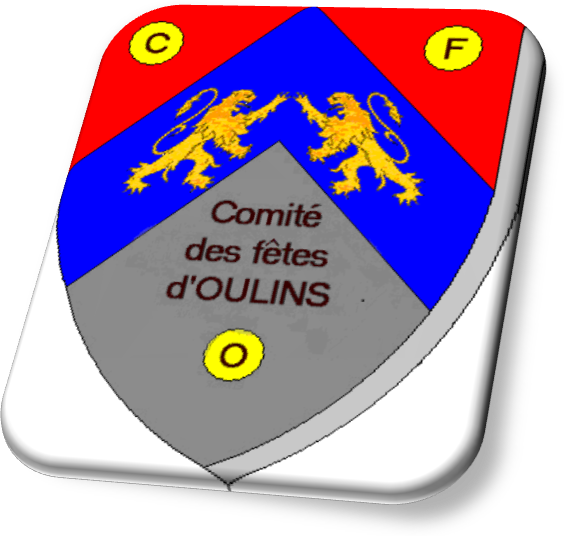 C F
Comité
des fêtes
d'OULINS
O